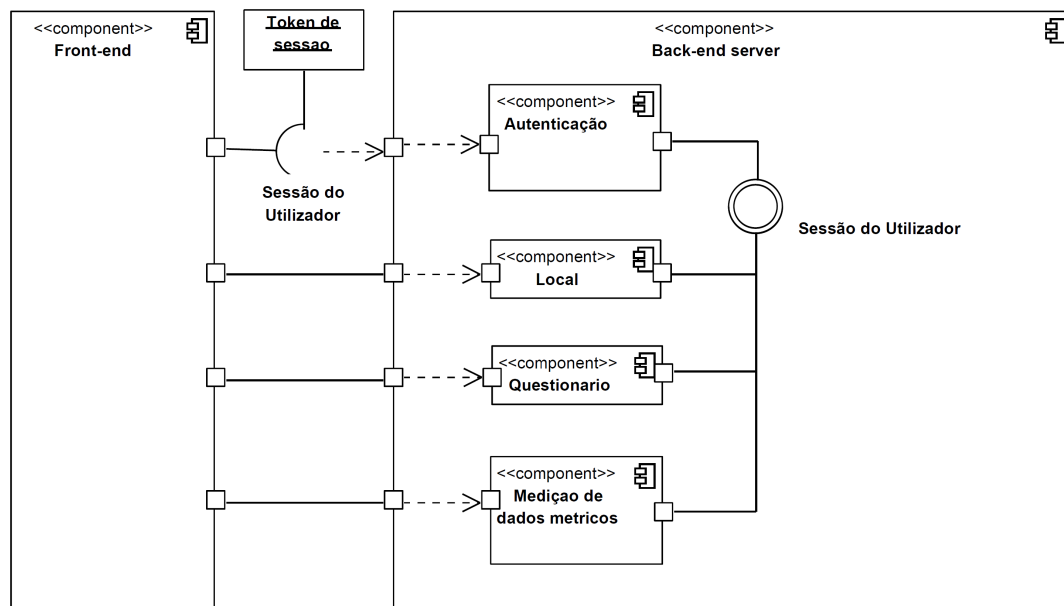 <<component>>
Front-end
Token de
sessao
<<component>>
Back-end server
<<component>>
Autenticação
Sessão do
Utilizador
Sessão do Utilizador
<<component>>
Local
<<component>>
Questionario
<<component>>
Mediçao de
dados metricos